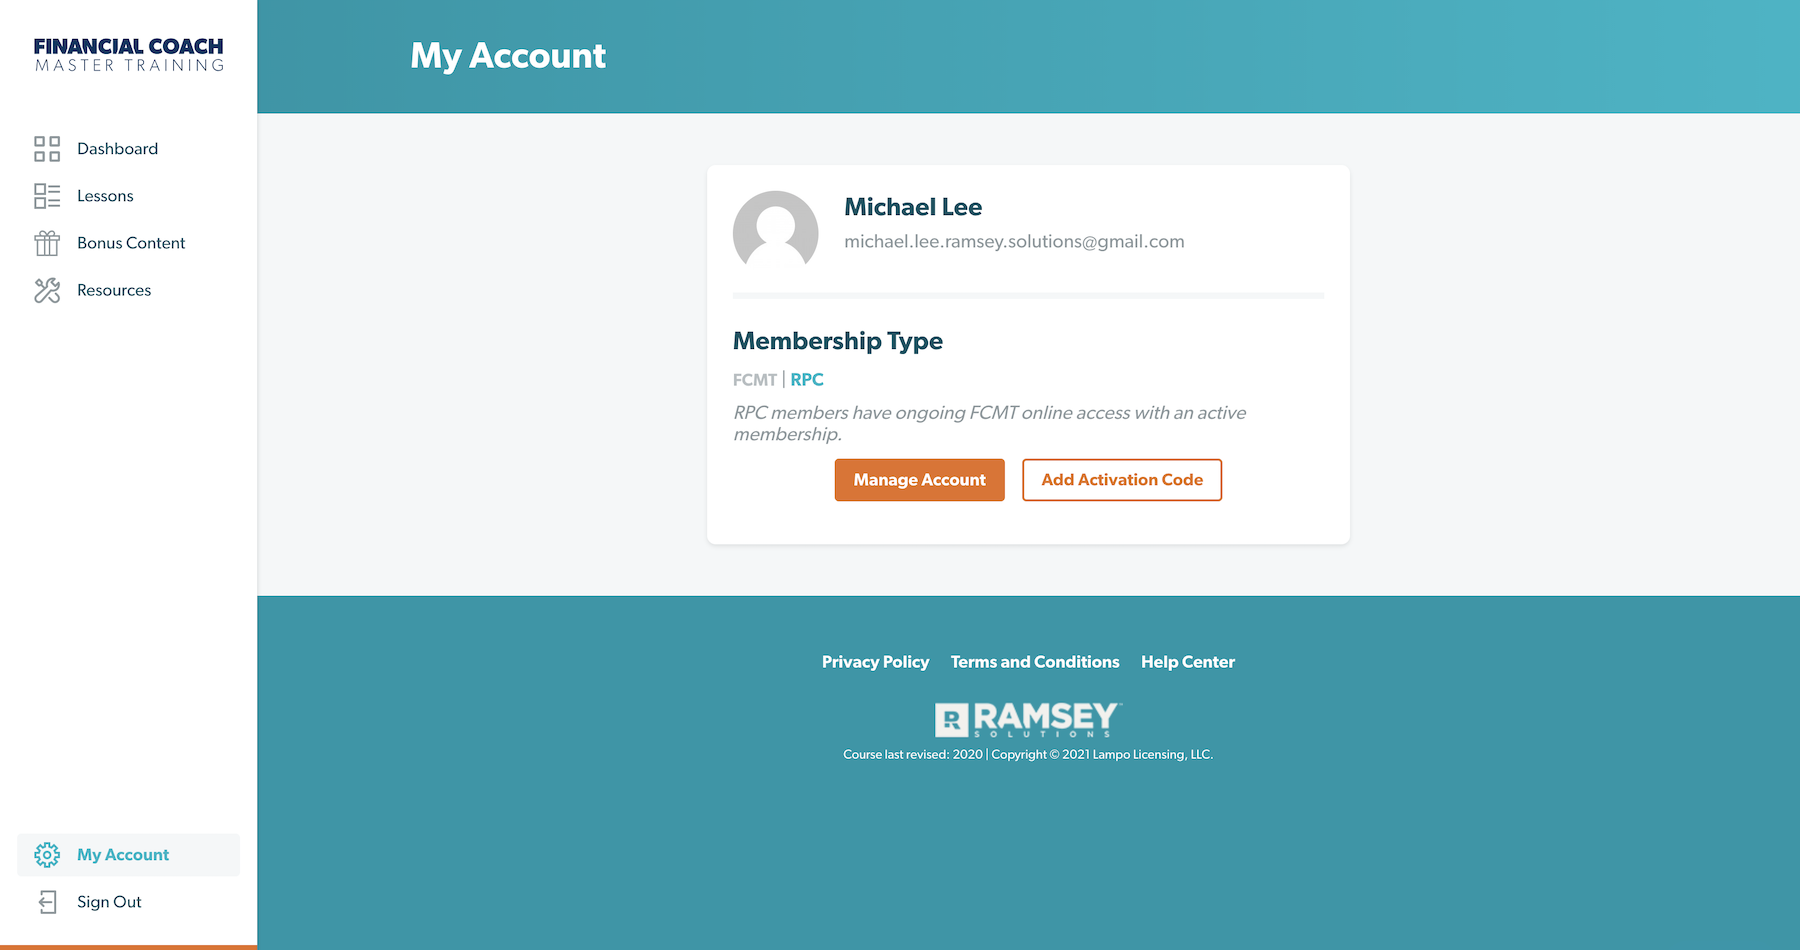 FINANCIAL COACH
MASTER TRAINING
Dashboard
Lessons
Bonus Content
Resources
My Account
Sign Out
My Account
Michael Lee
michael.lee.ramsey.solutions@gmail.com
Membership Type
FCMT | RPC
RPC members have ongoing FCMT online access with an active
membership.
Manage Account Add Activation Code
Privacy Policy Terms and Conditions Help Center
R RAMSEY™
SOLUTIONS
Course last revised: 2020 | Copyright © 2021 Lampo Licensing, LLC.